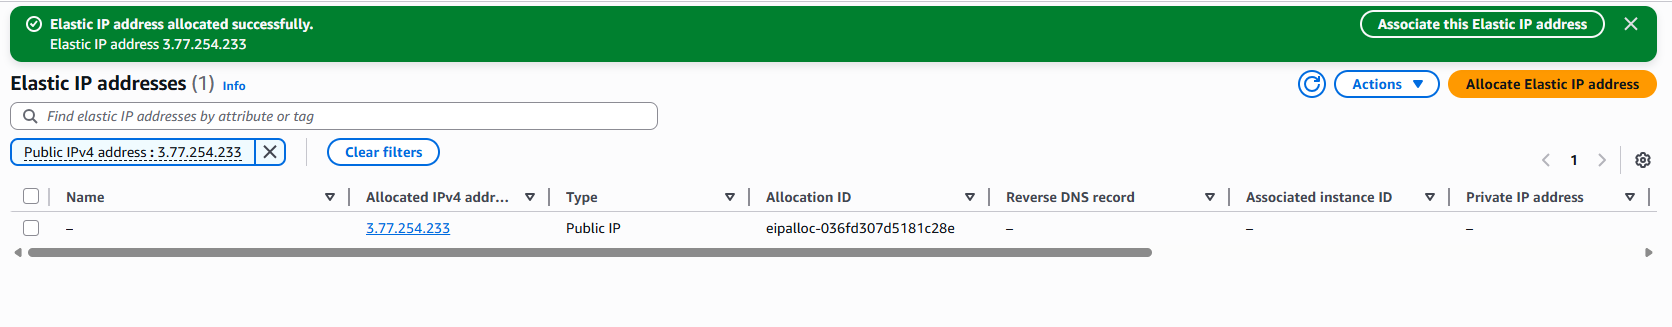 Elastic IP address allocated successfully.
Elastic IP address 3.77.254.233
Associate this Elastic IP address
Elastic IP addresses (1) Info
Actions
Allocate Elastic IP address
Find elastic IP addresses by attribute or tag
Public IPv4 address : 3.77.254.233
Clear filters
1
Name Allocated IPv4 addr... Type Allocation ID Reverse DNS record Associated instance ID Private IP address
– 3.77.254.233 Public IP eipalloc-036fd307d5181c28e – – –